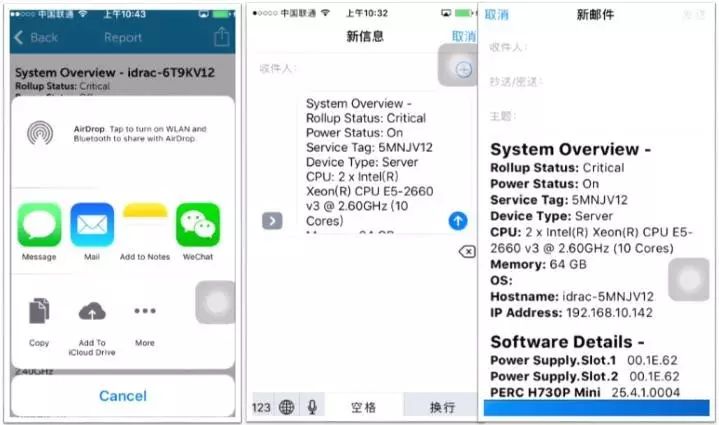 中国联通 上午10:43
Back Report
System Overview - idrac-6T9KV12
Rollup Status: Critical
AirDrop. Tap to turn on WLAN and
Bluetooth to share with AirDrop.
Message Mail Add to Notes WeChat
Copy Add To
iCloud Drive More
2.40GHz
Cancel
中国联通 上午10:32
新信息 取消
收件人:
System Overview -
Rollup Status: Critical
Power Status: On
Service Tag: 5MNJV12
Device Type: Server
CPU: 2 x Intel(R)
Xeon(R) CPU E5-2660
v3 @ 2.60GHz (10
Cores)
123 空格 换行
取消 新邮件 发送
收件人:
抄送/密送:
主题:
System Overview -
Rollup Status: Critical
Power Status: On
Service Tag: 5MNJV12
Device Type: Server
CPU: 2 x Intel(R) Xeon(R) CPU E5-
2660 v3 @ 2.60GHz (10 Cores)
Memory: 64 GB
OS:
Hostname: idrac-5MNJV12
IP Address: 192.168.10.142
Software Details -
Power Supply.Slot.1 00.1E.62
Power Supply.Slot.2 00.1E.62
PERC H730P Mini 25.4.1.0004